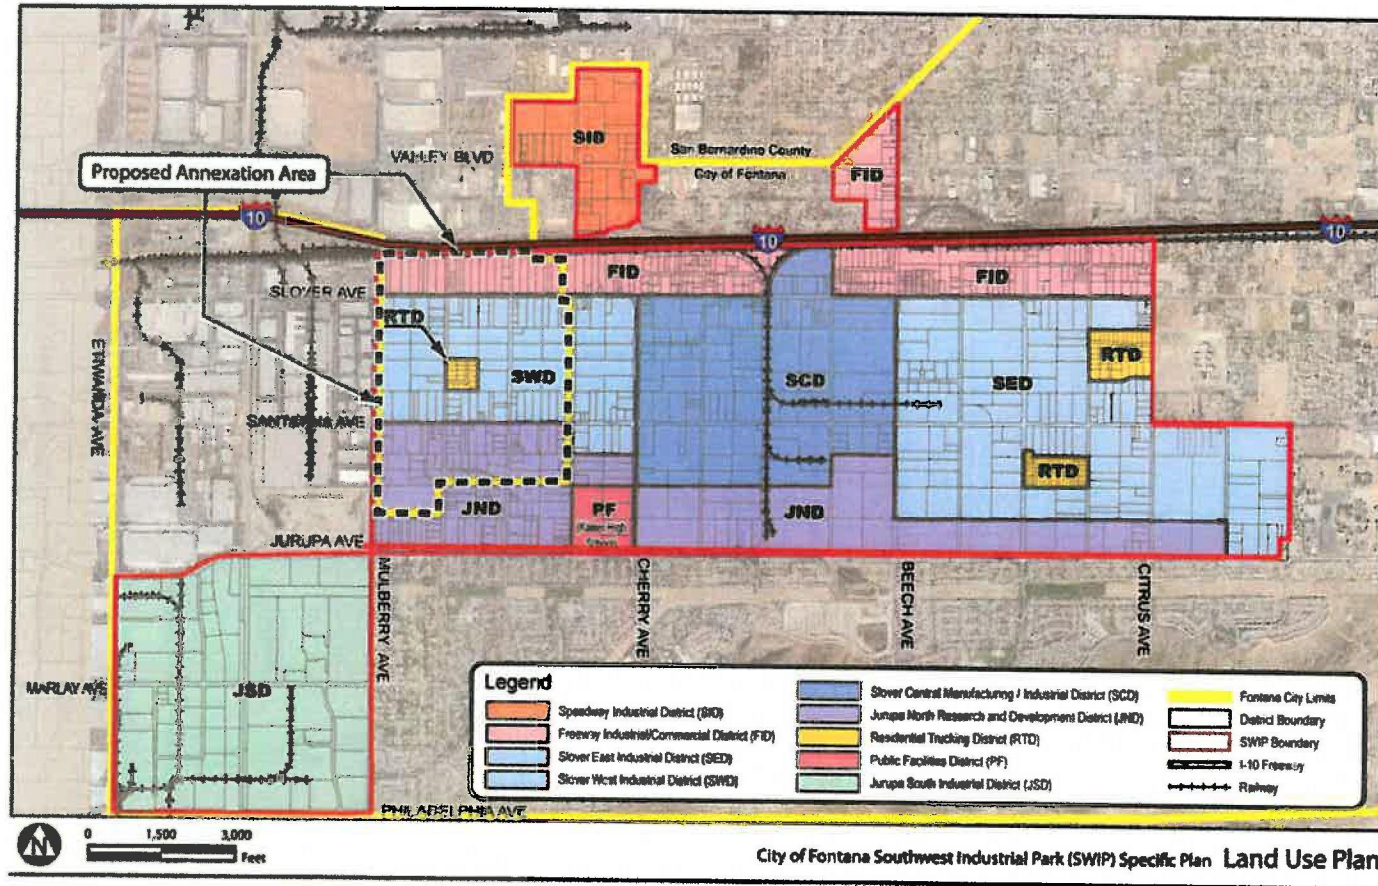 SID
San Bernardino County
City of Fontana
VALLEY BLVD
FID
Proposed Annexation Area
10
10
10
FID
FID
SLOVER AVE
RTD
RTD
SWD
SCD
SED
ETIWANDA AVE
AVE
RTD
JND
PF
JND
JURUPA AVE
MULBERRY AVE
CHERRY AVE
BEECH AVE
CITRUS AVE
JSD
MARLAY AVE
PHILADELPHIA AVE
Legend
Speedway Industrial District (SID)
Freeway Industrial/Commercial District (FID)
Slover East Industrial District (SED)
Slover West Industrial District (SWD)
Slover Central Manufacturing / Industrial District (SCD)
Jurupa North Research and Development District (JND)
Residential Trucking District (RTD)
Public Facilities District (PF)
Jurupa South Industrial District (JSD)
Fontana City Limits
District Boundary
SWIP Boundary
I-10 Freeway
Railway
N
0 1,500 3,000
Feet
City of Fontana Southwest Industrial Park (SWIP) Specific Plan Land Use Plan